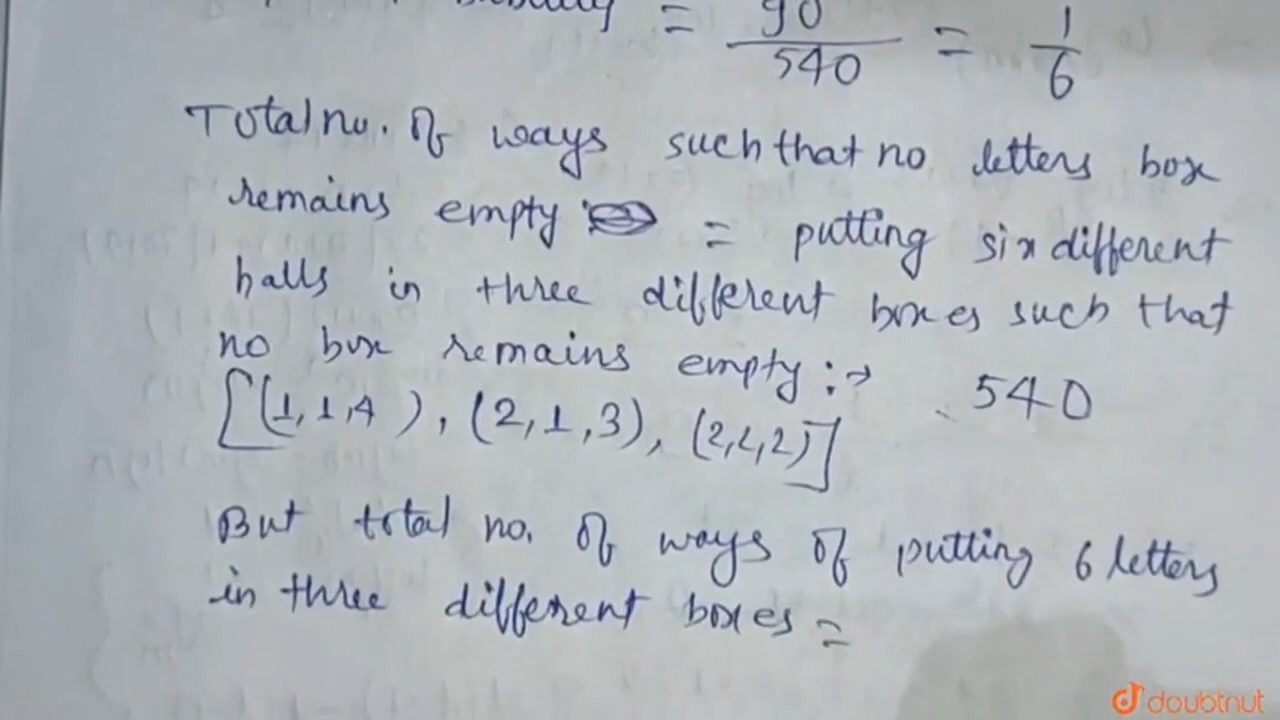 = 90/540 = 1/6
Total no. of ways such that no letters box
remains empty = putting six different
balls in three different boxes such that
no box remains empty :→ 540
[(1,1,4), (2,1,3), (2,2,2)]
But total no. of ways of putting 6 letters
in three different boxes =
doubtnut